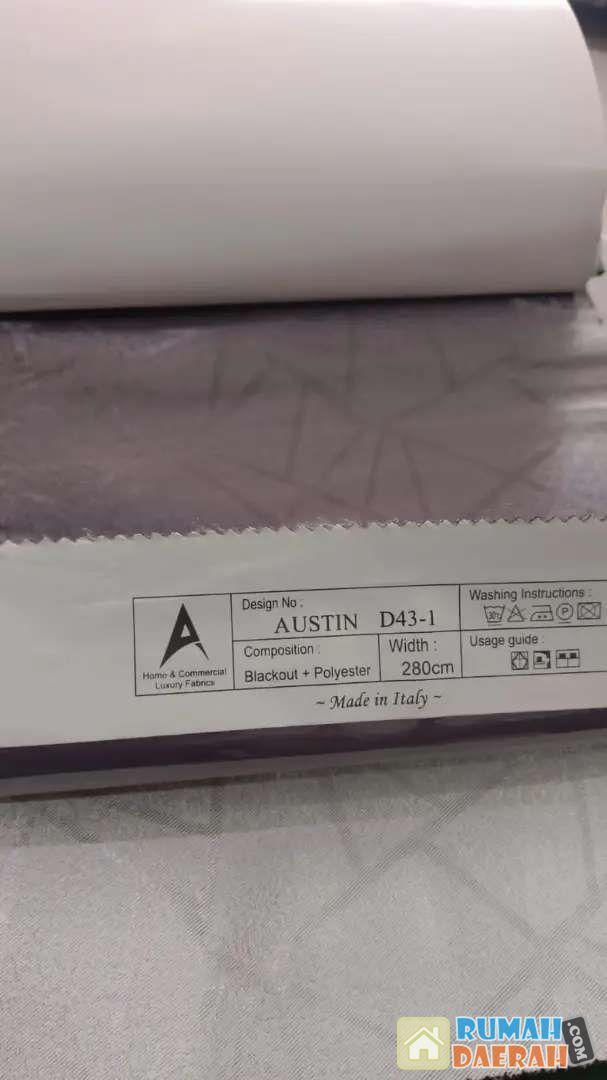 Home & Commercial
Luxury Fabrics
Design No :
AUSTIN D43-1
Composition :
Blackout + Polyester
Width :
280cm
Washing Instructions :
30°c
P
Usage guide :
~ Made in Italy ~
RUMAH
DAERAH
.COM